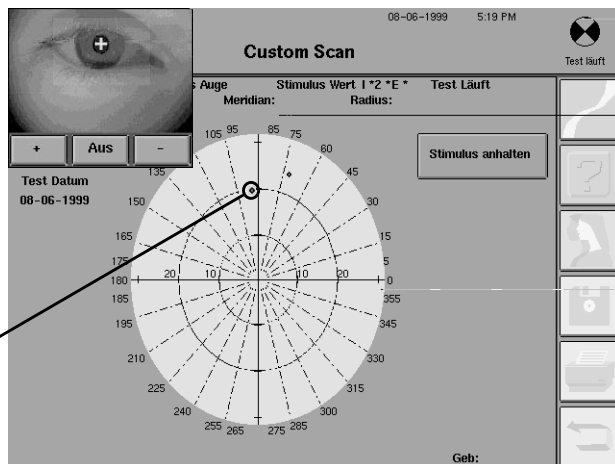 08-06-1999 5:19 PM
Custom Scan
Test läuft
s Auge Stimulus Wert I *2 *E * Test Läuft
Meridian: Radius:
+ Aus -
Stimulus anhalten
Test Datum
08-06-1999
105 95 85 75
60
135 45
150 30
165 15
175 5
180 20 10 10 20 0
185 355
195 345
210 330
225 315
240 300
255 265 275 285
Geb: